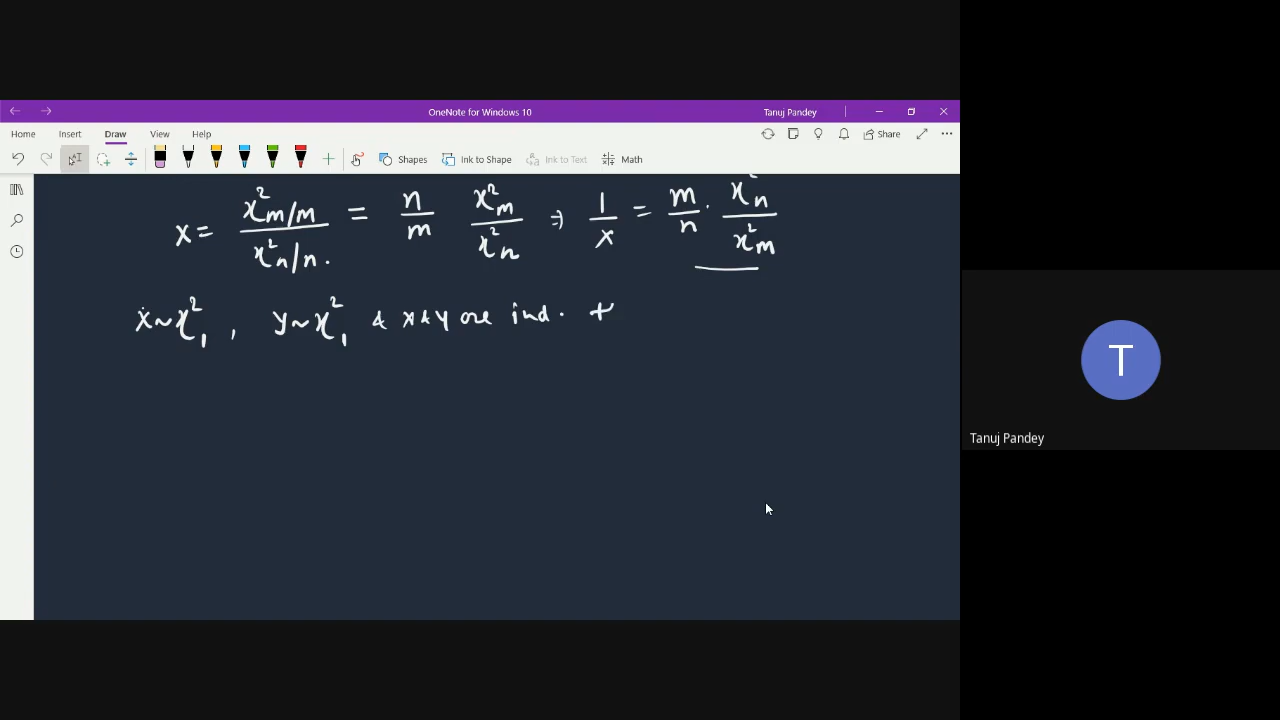 OneNote for Windows 10
Tanuj Pandey
Home Insert Draw View Help
Share
Shapes Ink to Shape Ink to Text Math
x = χ²m/m / χ²n/n. = n/m χ²m/χ²n ⇒ 1/x = m/n · χ²n/χ²m
x ~ χ²₁, y ~ χ²₁ & x & y are ind. t
T
Tanuj Pandey